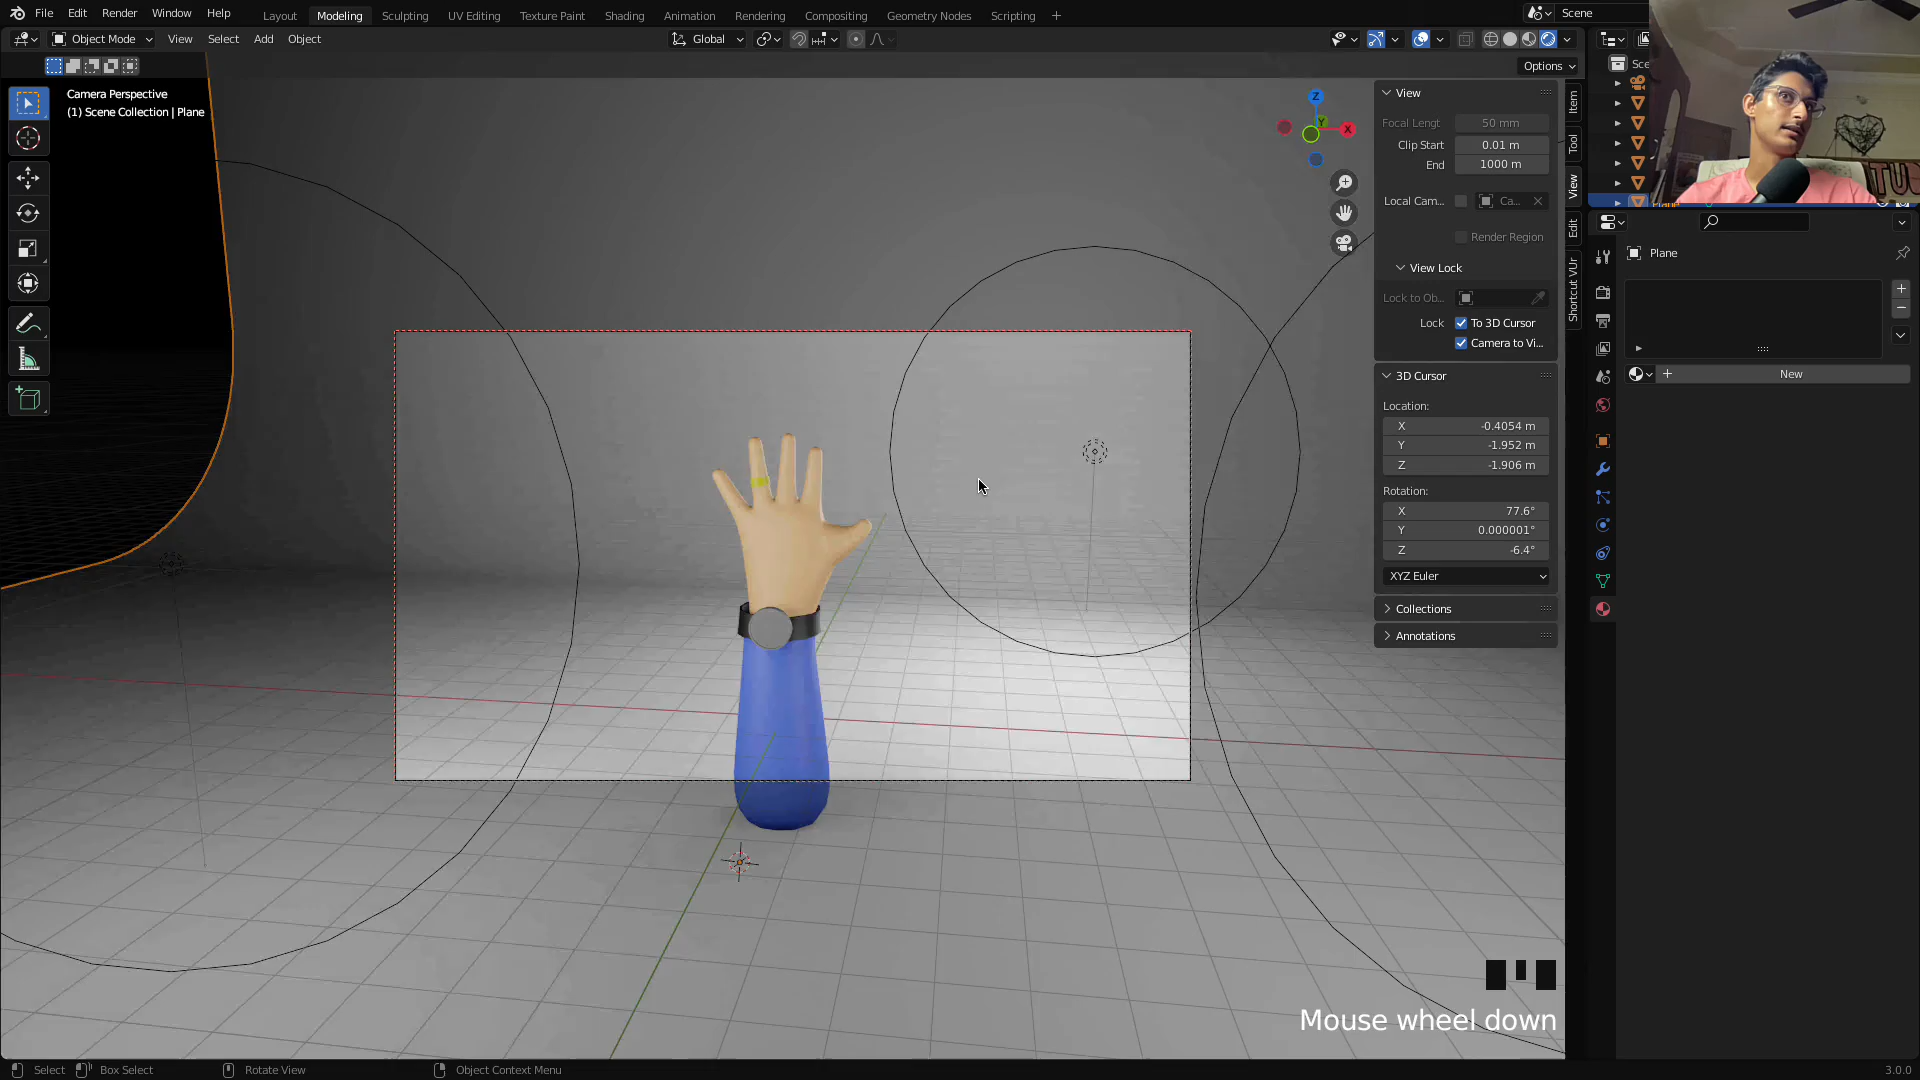 File Edit Render Window Help
Layout Modeling Sculpting UV Editing Texture Paint Shading Animation Rendering Compositing Geometry Nodes Scripting
Scene
Object Mode View Select Add Object
Global
Options
Camera Perspective
(1) Scene Collection | Plane
View
Focal Lengt 50 mm
Clip Start 0.01 m
End 1000 m
Local Cam... Ca...
Render Region
View Lock
Lock to Ob...
Lock To 3D Cursor
Camera to Vi...
3D Cursor
Location:
X -0.4054 m
Y -1.952 m
Z -1.906 m
Rotation:
X 77.6°
Y 0.000001°
Z -6.4°
XYZ Euler
Collections
Annotations
Item
Tool
View
Edit
Shortcut VUr
Sce
Plane
New
Z
Y
X
Mouse wheel down
Select Box Select Rotate View Object Context Menu
3.0.0